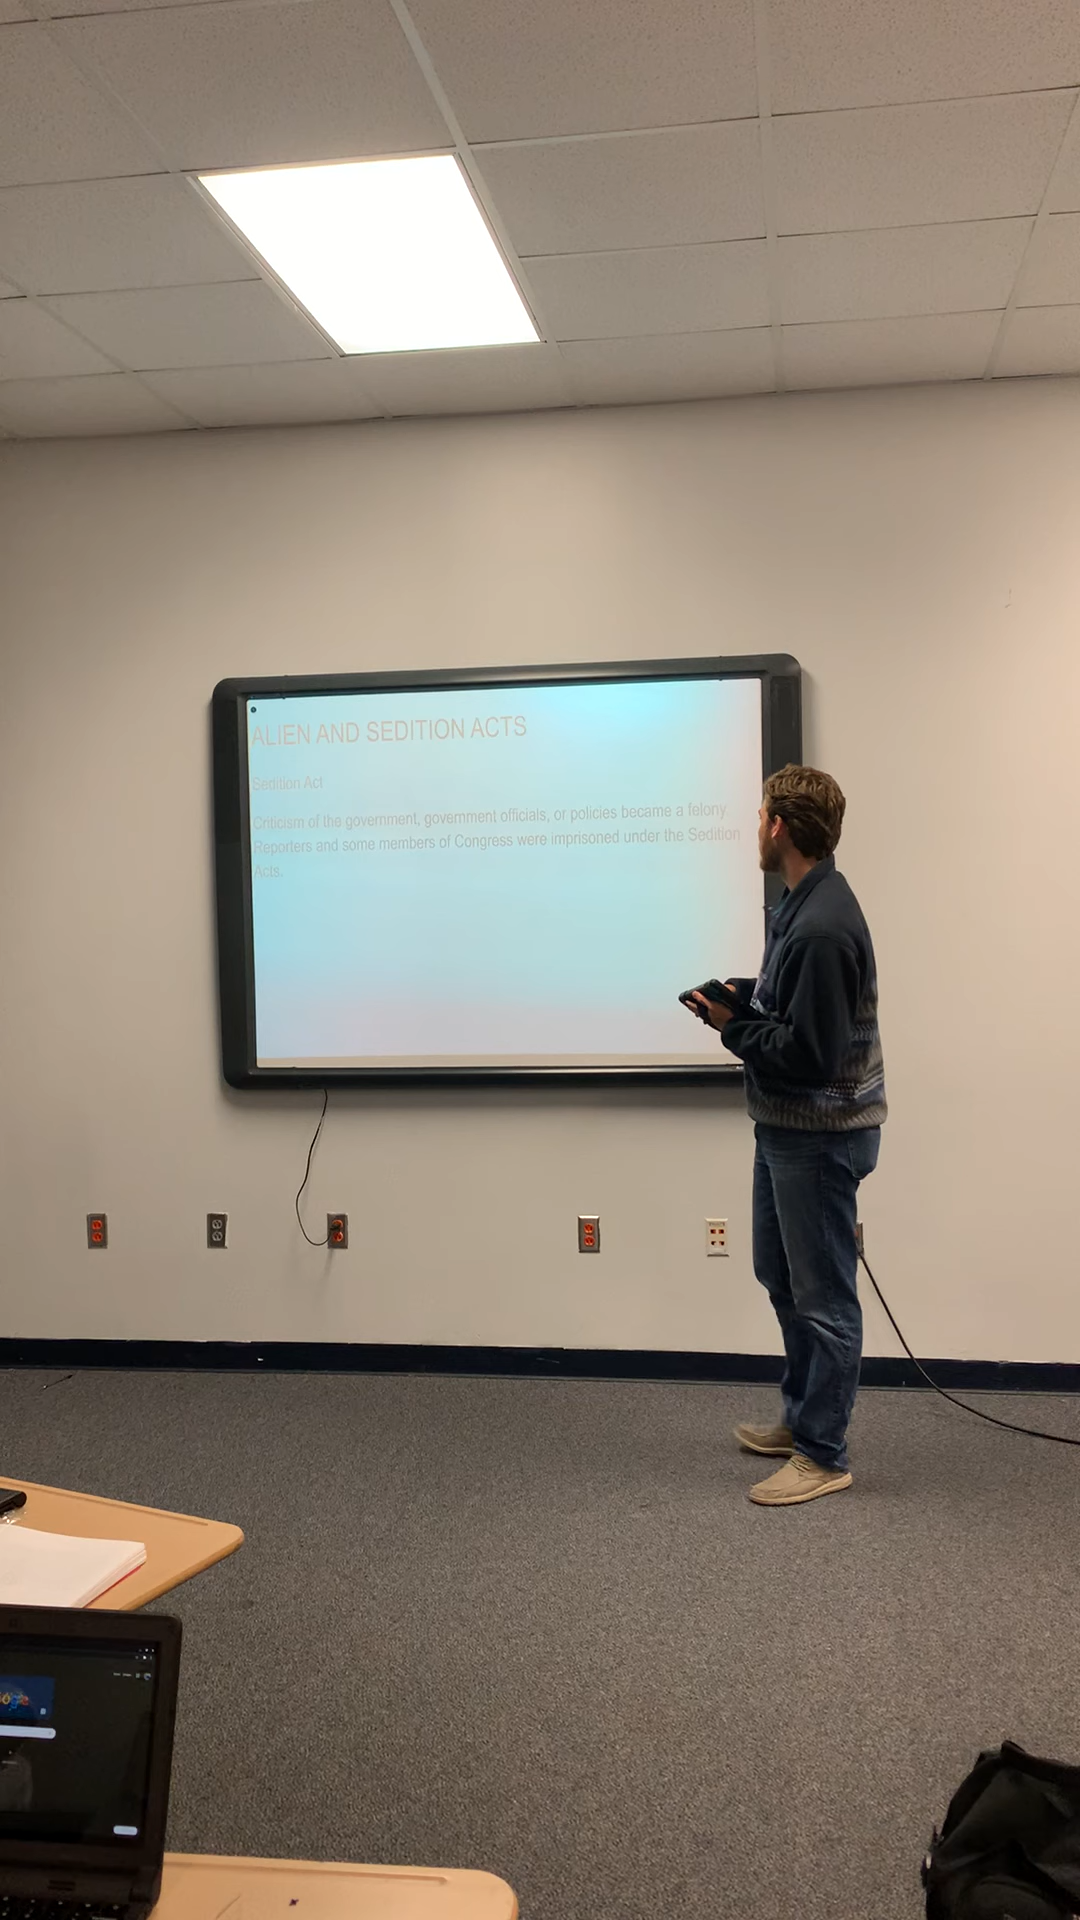 ALIEN AND SEDITION ACTS
Sedition Act
Criticism of the government, government officials, or policies became a felony.
Reporters and some members of Congress were imprisoned under the Sedition
Acts.